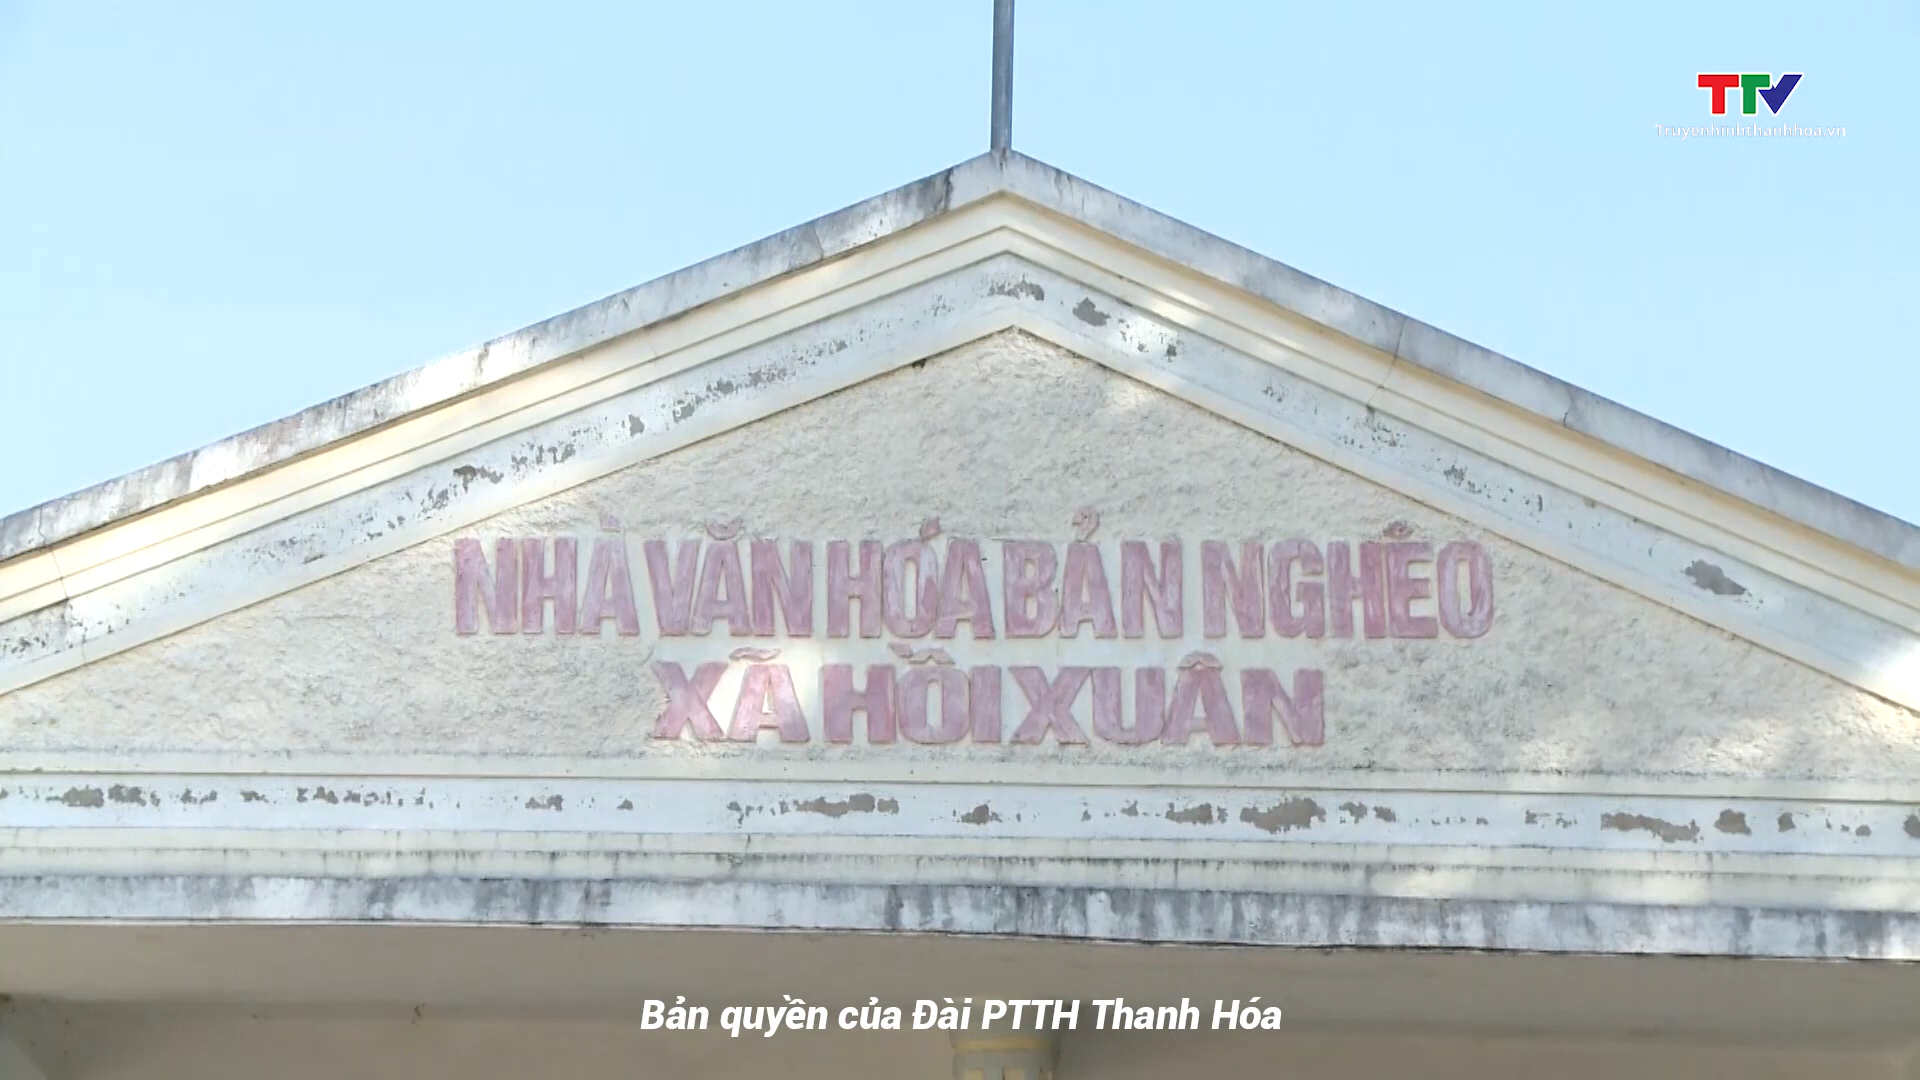 TTV
Truyenhinhthanhhoa.vn
NHÀ VĂN HÓA BẢN NGHÈO
XÃ HỒI XUÂN
Bản quyền của Đài PTTH Thanh Hóa